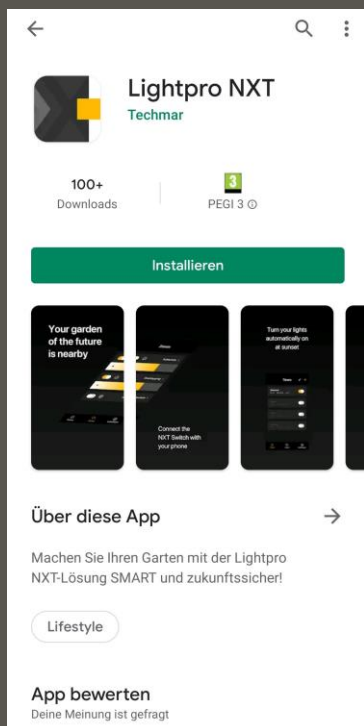 Lightpro NXT
Techmar
100+
Downloads
3
PEGI 3
Installieren
Your garden
of the future
is nearby
Connect the
NXT Switch with
your phone
Turn your lights
automatically on
at sunset
Über diese App
Machen Sie Ihren Garten mit der Lightpro
NXT-Lösung SMART und zukunftssicher!
Lifestyle
App bewerten
Deine Meinung ist gefragt